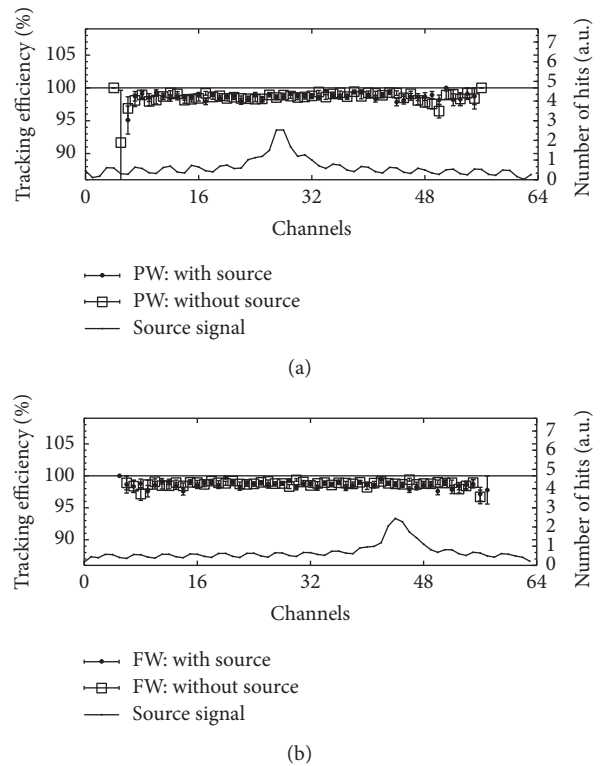 Tracking efficiency (%)
105
100
95
90
7
6
5
4
3
2
1
0
Number of hits (a.u.)
0 16 32 48 64
Channels
PW: with source
PW: without source
Source signal
(a)
Tracking efficiency (%)
105
100
95
90
7
6
5
4
3
2
1
0
Number of hits (a.u.)
0 16 32 48 64
Channels
FW: with source
FW: without source
Source signal
(b)